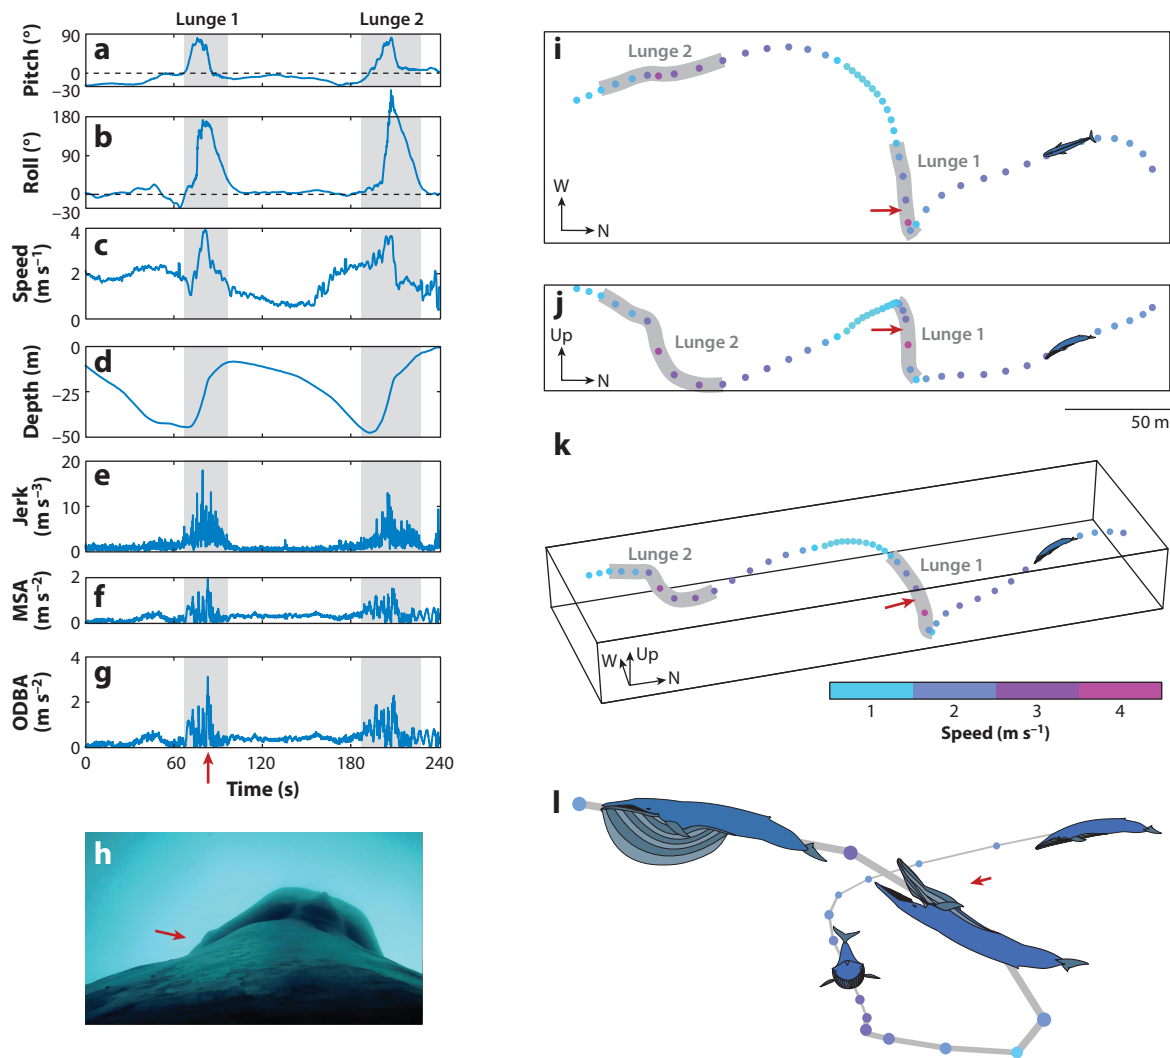 Lunge 1
Lunge 2
a
Pitch (°)
90
0
−30
b
Roll (°)
180
90
0
−30
c
Speed
(m s⁻¹)
4
2
0
d
Depth (m)
0
−25
−50
e
Jerk
(m s⁻³)
20
10
0
f
MSA
(m s⁻²)
2
0
g
ODBA
(m s⁻²)
4
2
0
0 60 120 180 240
Time (s)
h
i
Lunge 2
Lunge 1
W
N
j
Lunge 2
Lunge 1
Up
N
50 m
k
Lunge 2
Lunge 1
W
Up
N
1 2 3 4
Speed (m s⁻¹)
l